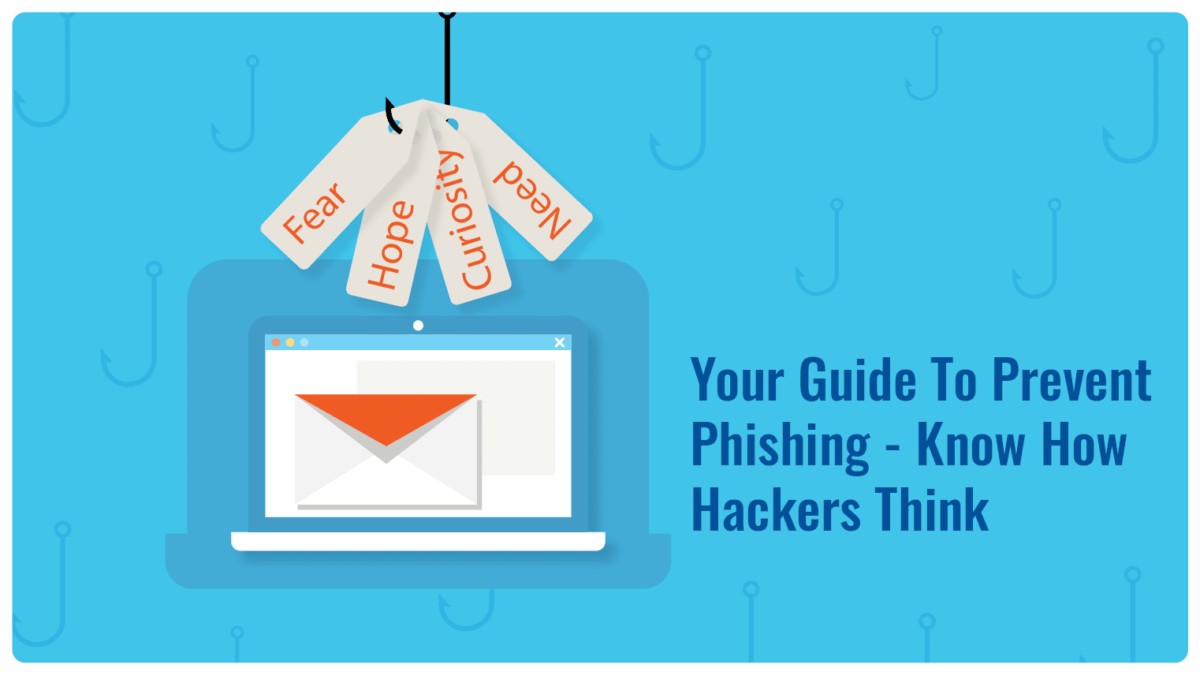 Fear
Hope
Curiosity
Need
Your Guide To Prevent
Phishing - Know How
Hackers Think